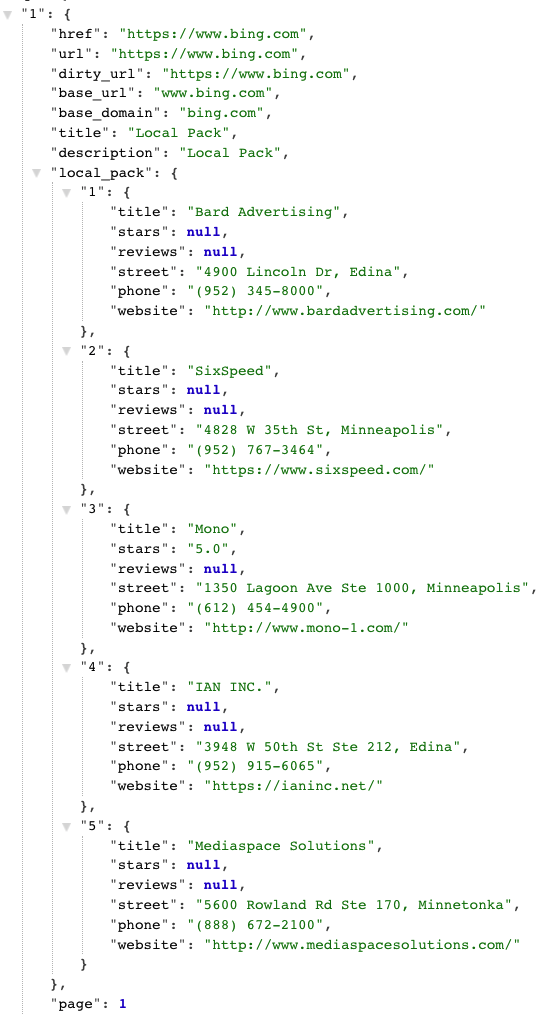 "1": {
"href": "https://www.bing.com",
"url": "https://www.bing.com",
"dirty_url": "https://www.bing.com",
"base_url": "www.bing.com",
"base_domain": "bing.com",
"title": "Local Pack",
"description": "Local Pack",
"local_pack": {
"1": {
"title": "Bard Advertising",
"stars": null,
"reviews": null,
"street": "4900 Lincoln Dr, Edina",
"phone": "(952) 345-8000",
"website": "http://www.bardadvertising.com/"
},
"2": {
"title": "SixSpeed",
"stars": null,
"reviews": null,
"street": "4828 W 35th St, Minneapolis",
"phone": "(952) 767-3464",
"website": "https://www.sixspeed.com/"
},
"3": {
"title": "Mono",
"stars": "5.0",
"reviews": null,
"street": "1350 Lagoon Ave Ste 1000, Minneapolis",
"phone": "(612) 454-4900",
"website": "http://www.mono-1.com/"
},
"4": {
"title": "IAN INC.",
"stars": null,
"reviews": null,
"street": "3948 W 50th St Ste 212, Edina",
"phone": "(952) 915-6065",
"website": "https://ianinc.net/"
},
"5": {
"title": "Mediaspace Solutions",
"stars": null,
"reviews": null,
"street": "5600 Rowland Rd Ste 170, Minnetonka",
"phone": "(888) 672-2100",
"website": "http://www.mediaspacesolutions.com/"
}
},
"page": 1